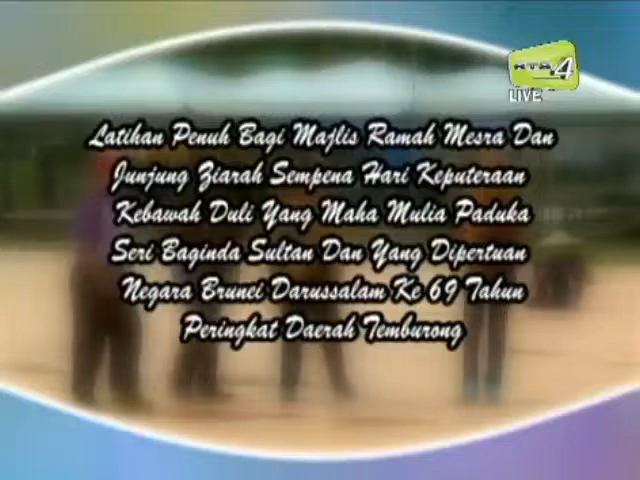 RTB4
LIVE
Latihan Penuh Bagi Majlis Ramah Mesra Dan
Junjung Ziarah Sempena Hari Keputeraan
Kebawah Duli Yang Maha Mulia Paduka
Seri Baginda Sultan Dan Yang Dipertuan
Negara Brunei Darussalam Ke 69 Tahun
Peringkat Daerah Temburong